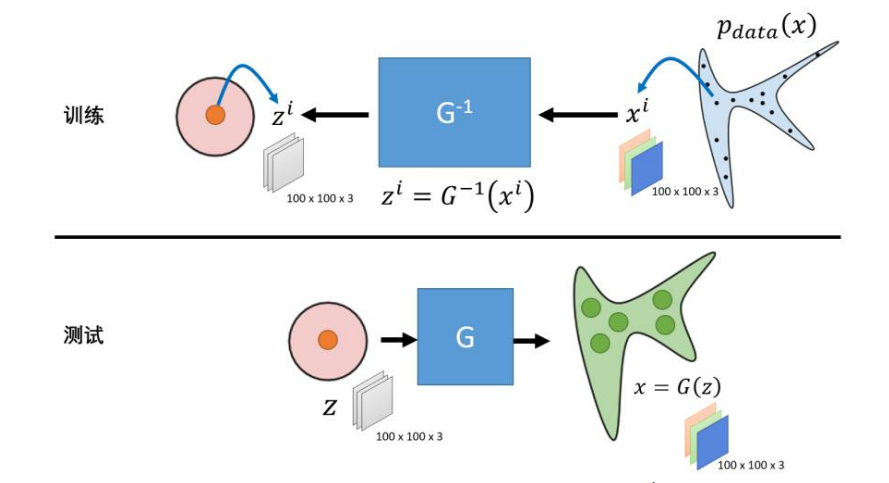 p_{data}(x)
训练
z^i
G^{-1}
x^i
100 x 100 x 3
100 x 100 x 3
z^i = G^{-1}(x^i)
测试
G
z
x = G(z)
100 x 100 x 3
100 x 100 x 3